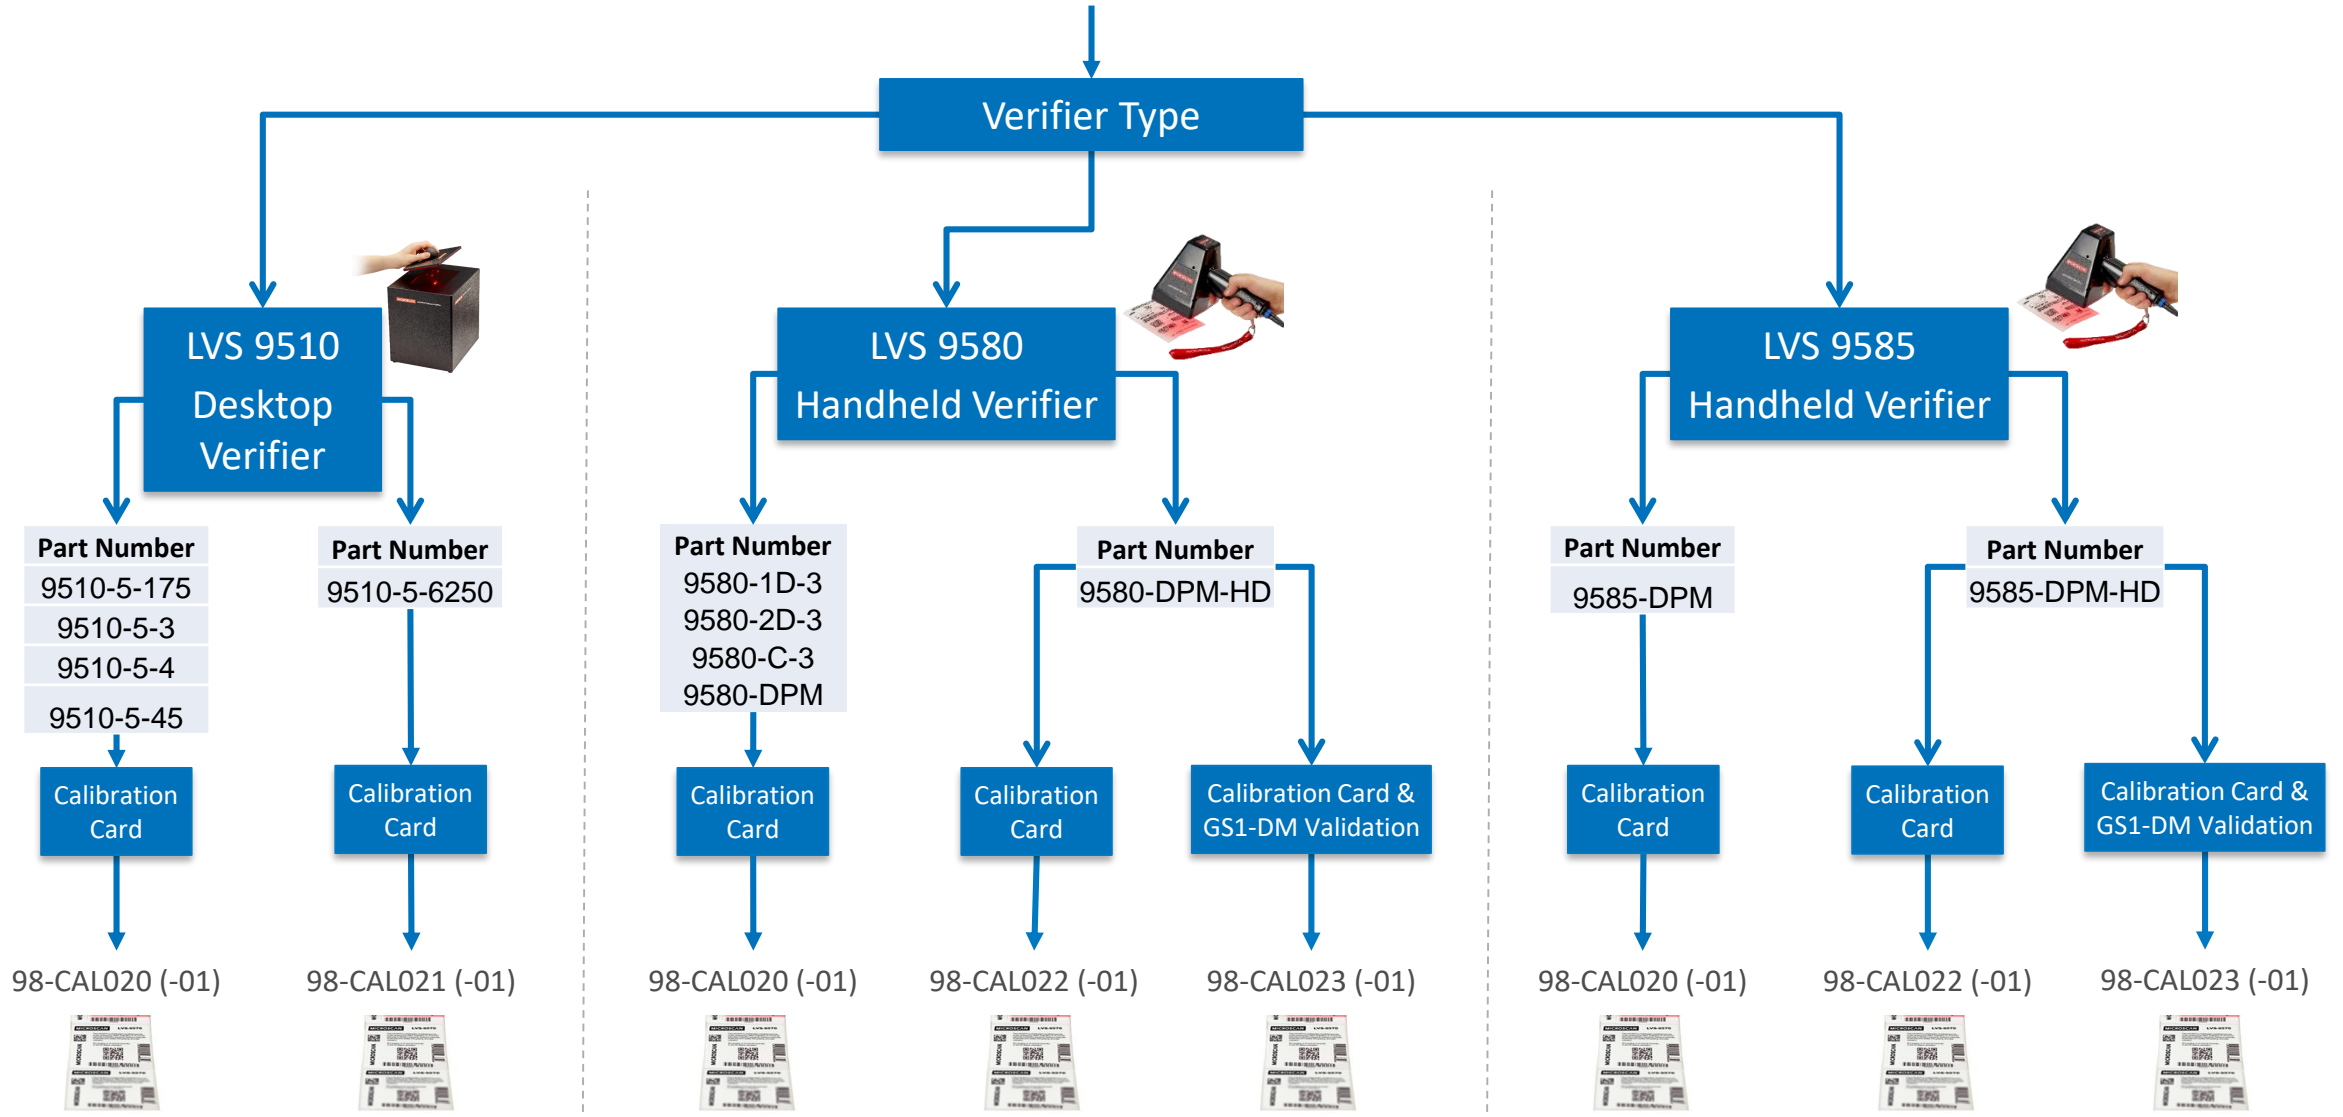 Verifier Type
LVS 9510
Desktop
Verifier
LVS 9580
Handheld Verifier
LVS 9585
Handheld Verifier
Part Number
9510-5-175
9510-5-3
9510-5-4
9510-5-45
Part Number
9510-5-6250
Part Number
9580-1D-3
9580-2D-3
9580-C-3
9580-DPM
Part Number
9580-DPM-HD
Part Number
9585-DPM
Part Number
9585-DPM-HD
Calibration
Card
Calibration
Card
Calibration
Card
Calibration
Card
Calibration Card &
GS1-DM Validation
Calibration
Card
Calibration
Card
Calibration Card &
GS1-DM Validation
98-CAL020 (-01)
98-CAL021 (-01)
98-CAL020 (-01)
98-CAL022 (-01)
98-CAL023 (-01)
98-CAL020 (-01)
98-CAL022 (-01)
98-CAL023 (-01)